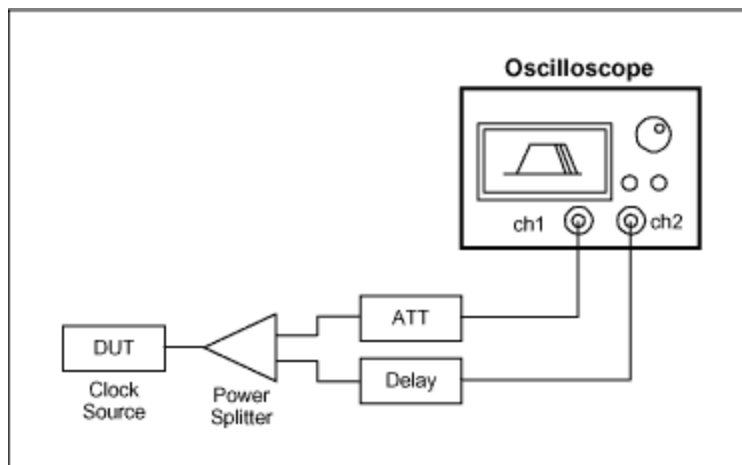 Oscilloscope
ch1
ch2
ATT
DUT
Delay
Clock
Source
Power
Splitter